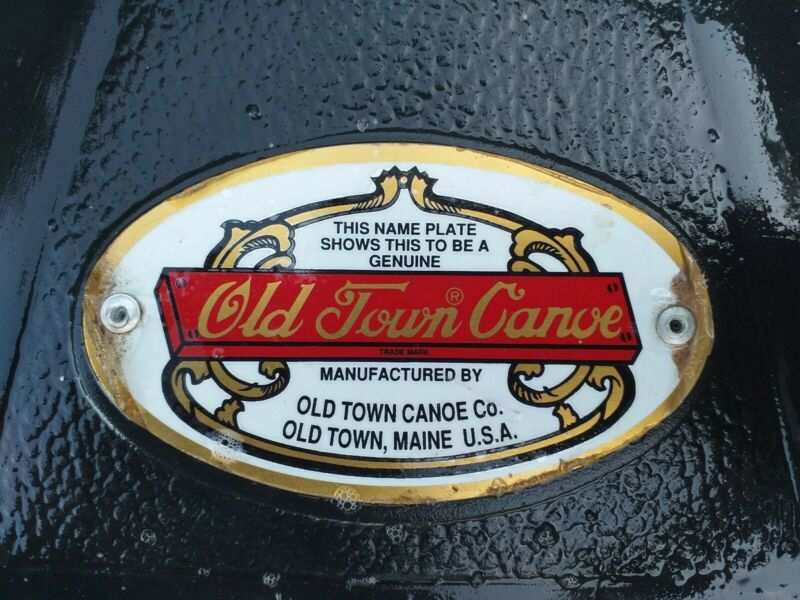 THIS NAME PLATE
SHOWS THIS TO BE A
GENUINE
Old Town® Canoe
TRADE MARK
MANUFACTURED BY
OLD TOWN CANOE Co.
OLD TOWN, MAINE U.S.A.